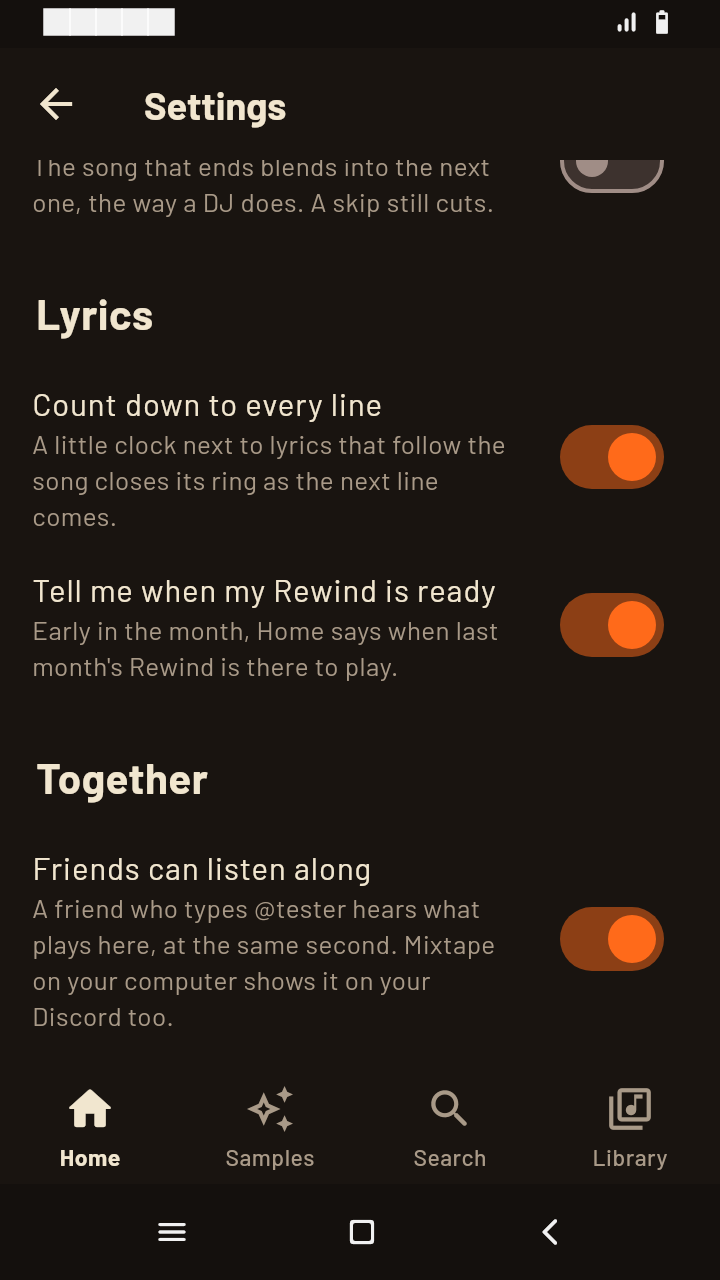 Settings
The song that ends blends into the next
one, the way a DJ does. A skip still cuts.
Lyrics
Count down to every line
A little clock next to lyrics that follow the
song closes its ring as the next line
comes.
Tell me when my Rewind is ready
Early in the month, Home says when last
month's Rewind is there to play.
Together
Friends can listen along
A friend who types @tester hears what
plays here, at the same second. Mixtape
on your computer shows it on your
Discord too.
Home
Samples
Search
Library